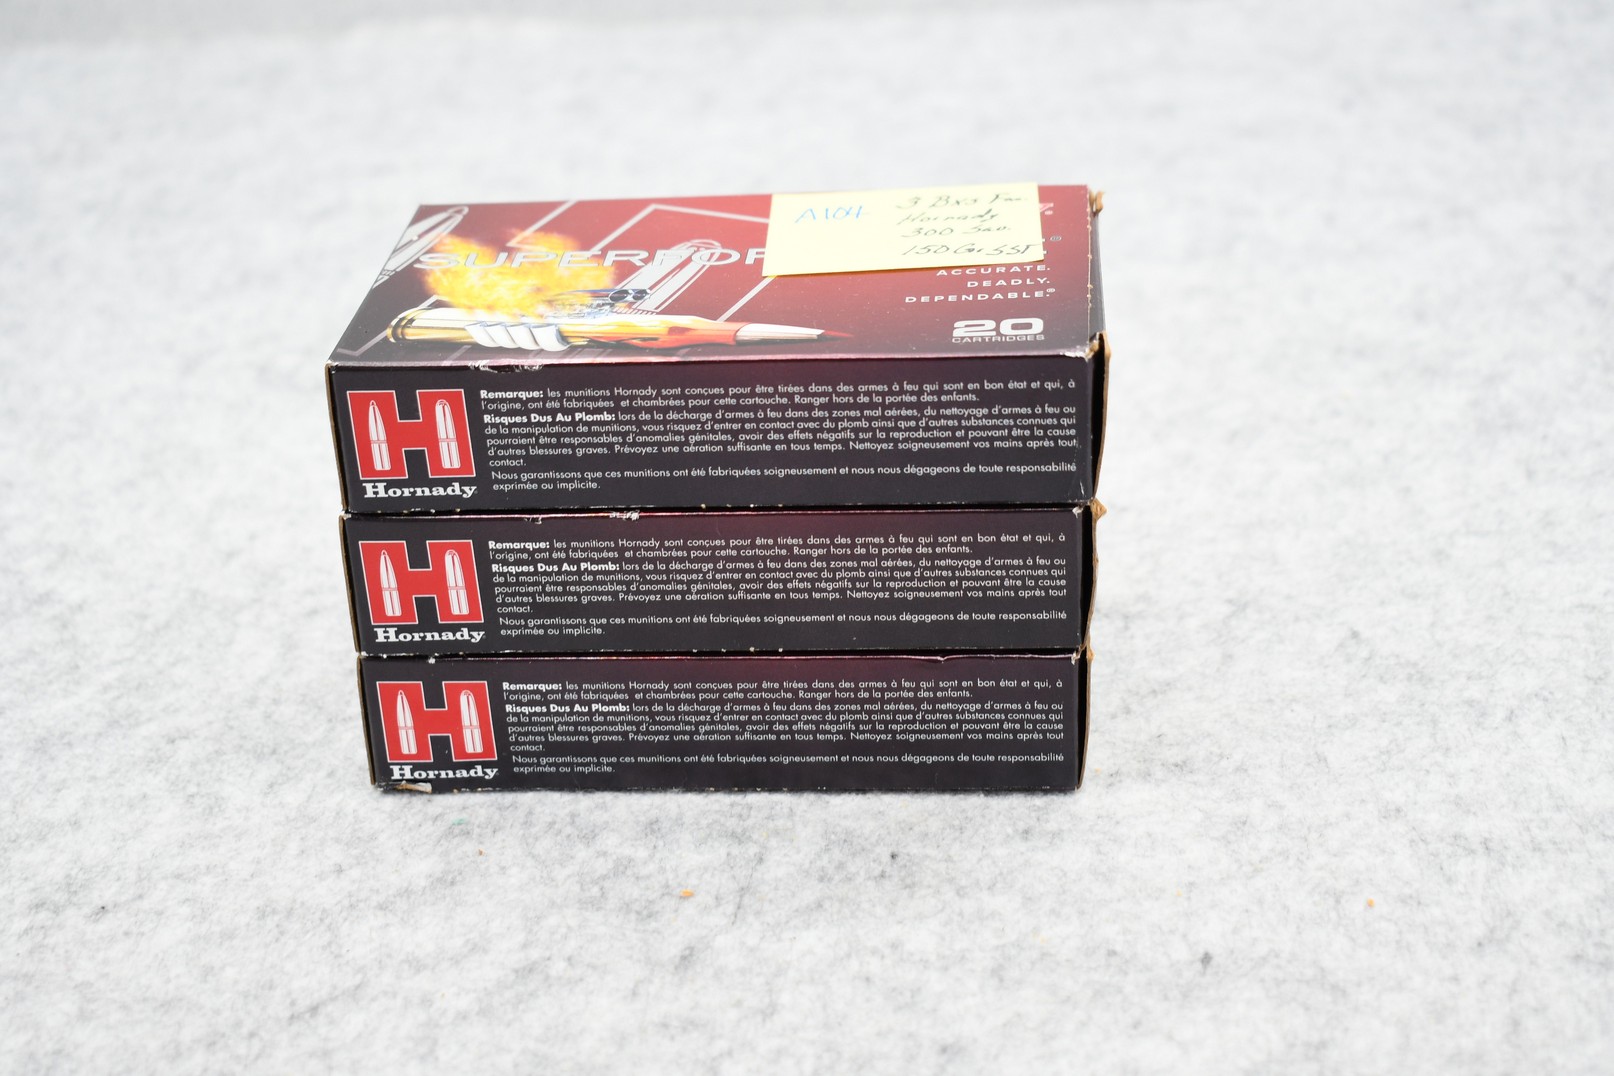 A104
3 Bxs Fac.
Hornady
300 Sav.
150 Gr. SST
SUPERFOR
ACCURATE.
DEADLY.
DEPENDABLE.®
20
CARTRIDGES
H
Hornady
Remarque: les munitions Hornady sont conçues pour être tirées dans des armes à feu qui sont en bon état et qui, à
l'origine, ont été fabriquées et chambrées pour cette cartouche. Ranger hors de la portée des enfants.
Risques Dus Au Plomb: lors de la décharge d'armes à feu dans des zones mal aérées, du nettoyage d'armes à feu ou
de la manipulation de munitions, vous risquez d'entrer en contact avec du plomb ainsi que d'autres substances connues qui
pourraient être responsables d'anomalies génitales, avoir des effets négatifs sur la reproduction et pouvant être la cause
d'autres blessures graves. Prévoyez une aération suffisante en tous temps. Nettoyez soigneusement vos mains après tout
contact.
Nous garantissons que ces munitions ont été fabriquées soigneusement et nous nous dégageons de toute responsabilité
exprimée ou implicite.
H
Hornady
Remarque: les munitions Hornady sont conçues pour être tirées dans des armes à feu qui sont en bon état et qui, à
l'origine, ont été fabriquées et chambrées pour cette cartouche. Ranger hors de la portée des enfants.
Risques Dus Au Plomb: lors de la décharge d'armes à feu dans des zones mal aérées, du nettoyage d'armes à feu ou
de la manipulation de munitions, vous risquez d'entrer en contact avec du plomb ainsi que d'autres substances connues qui
pourraient être responsables d'anomalies génitales, avoir des effets négatifs sur la reproduction et pouvant être la cause
d'autres blessures graves. Prévoyez une aération suffisante en tous temps. Nettoyez soigneusement vos mains après tout
contact.
Nous garantissons que ces munitions ont été fabriquées soigneusement et nous nous dégageons de toute responsabilité
exprimée ou implicite.
H
Hornady
Remarque: les munitions Hornady sont conçues pour être tirées dans des armes à feu qui sont en bon état et qui, à
l'origine, ont été fabriquées et chambrées pour cette cartouche. Ranger hors de la portée des enfants.
Risques Dus Au Plomb: lors de la décharge d'armes à feu dans des zones mal aérées, du nettoyage d'armes à feu ou
de la manipulation de munitions, vous risquez d'entrer en contact avec du plomb ainsi que d'autres substances connues qui
pourraient être responsables d'anomalies génitales, avoir des effets négatifs sur la reproduction et pouvant être la cause
d'autres blessures graves. Prévoyez une aération suffisante en tous temps. Nettoyez soigneusement vos mains après tout
contact.
Nous garantissons que ces munitions ont été fabriquées soigneusement et nous nous dégageons de toute responsabilité
exprimée ou implicite.